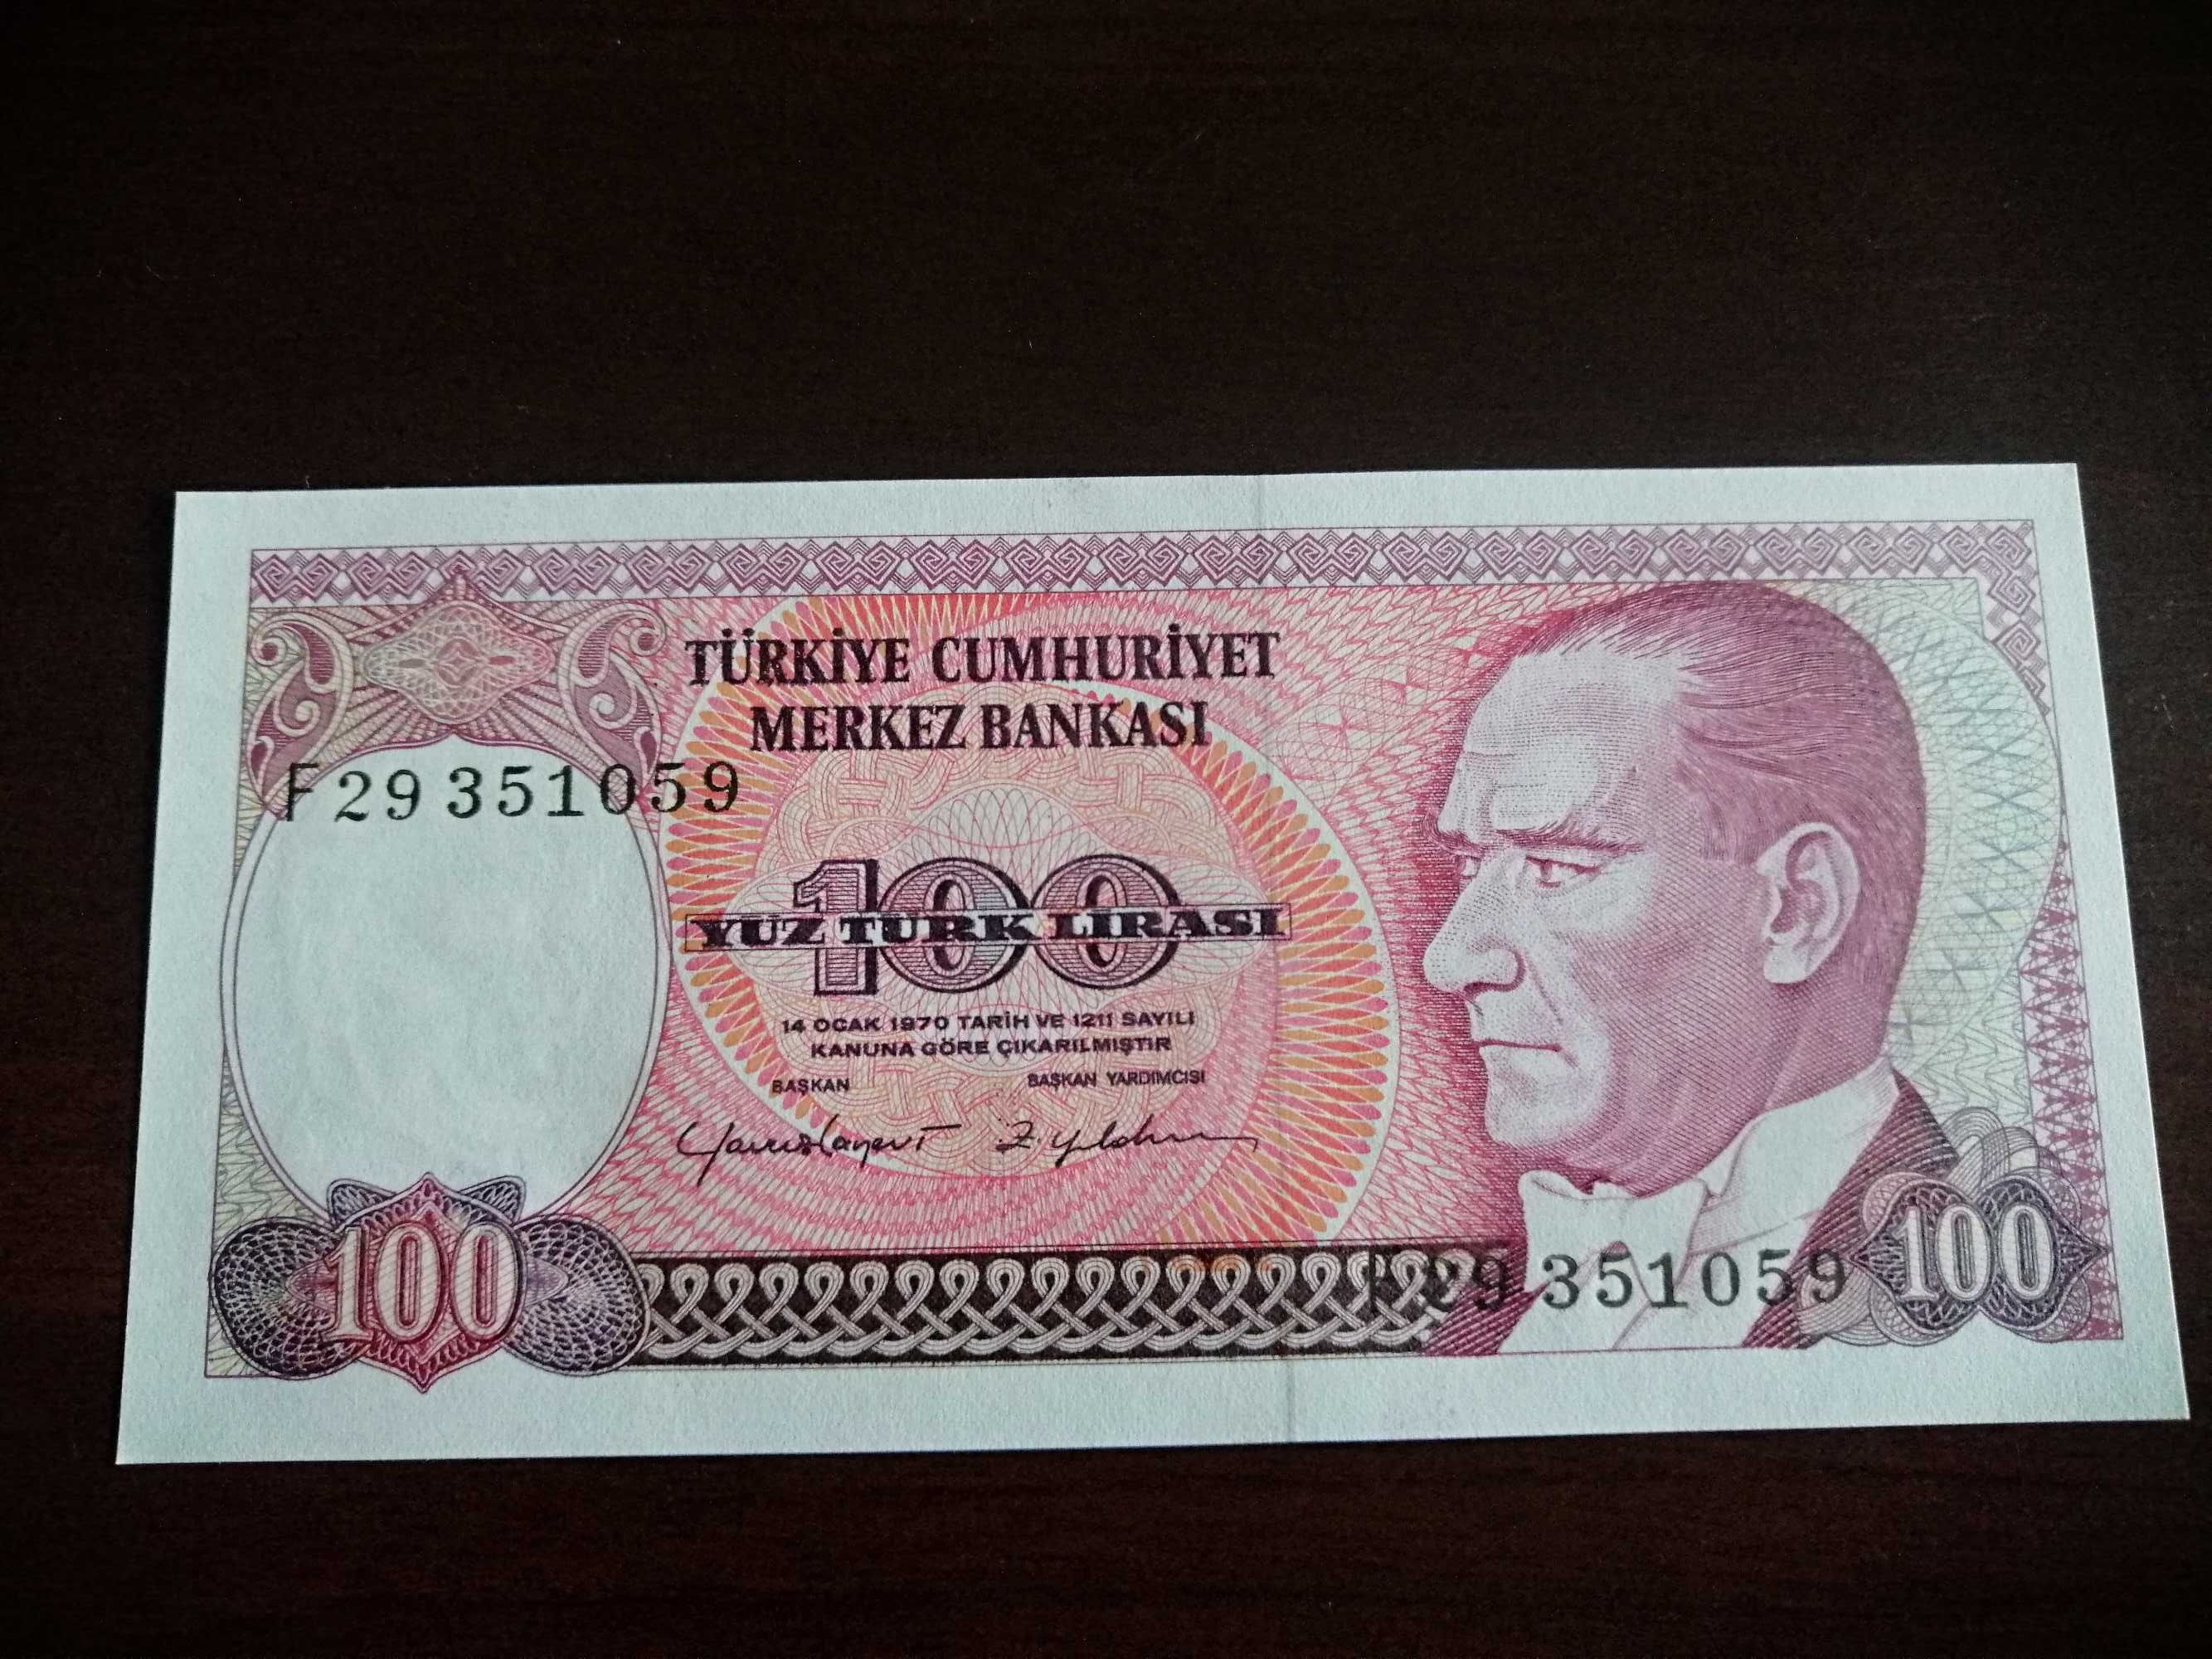 TÜRKİYE CUMHURİYET
MERKEZ BANKASI
F29 351059
100
YUZ TURK LIRASI
14 OCAK 1970 TARİH VE 1211 SAYILI
KANUNA GÖRE ÇIKARILMIŞTIR
BAŞKAN BAŞKAN YARDIMCISI
F29 351059
100 100